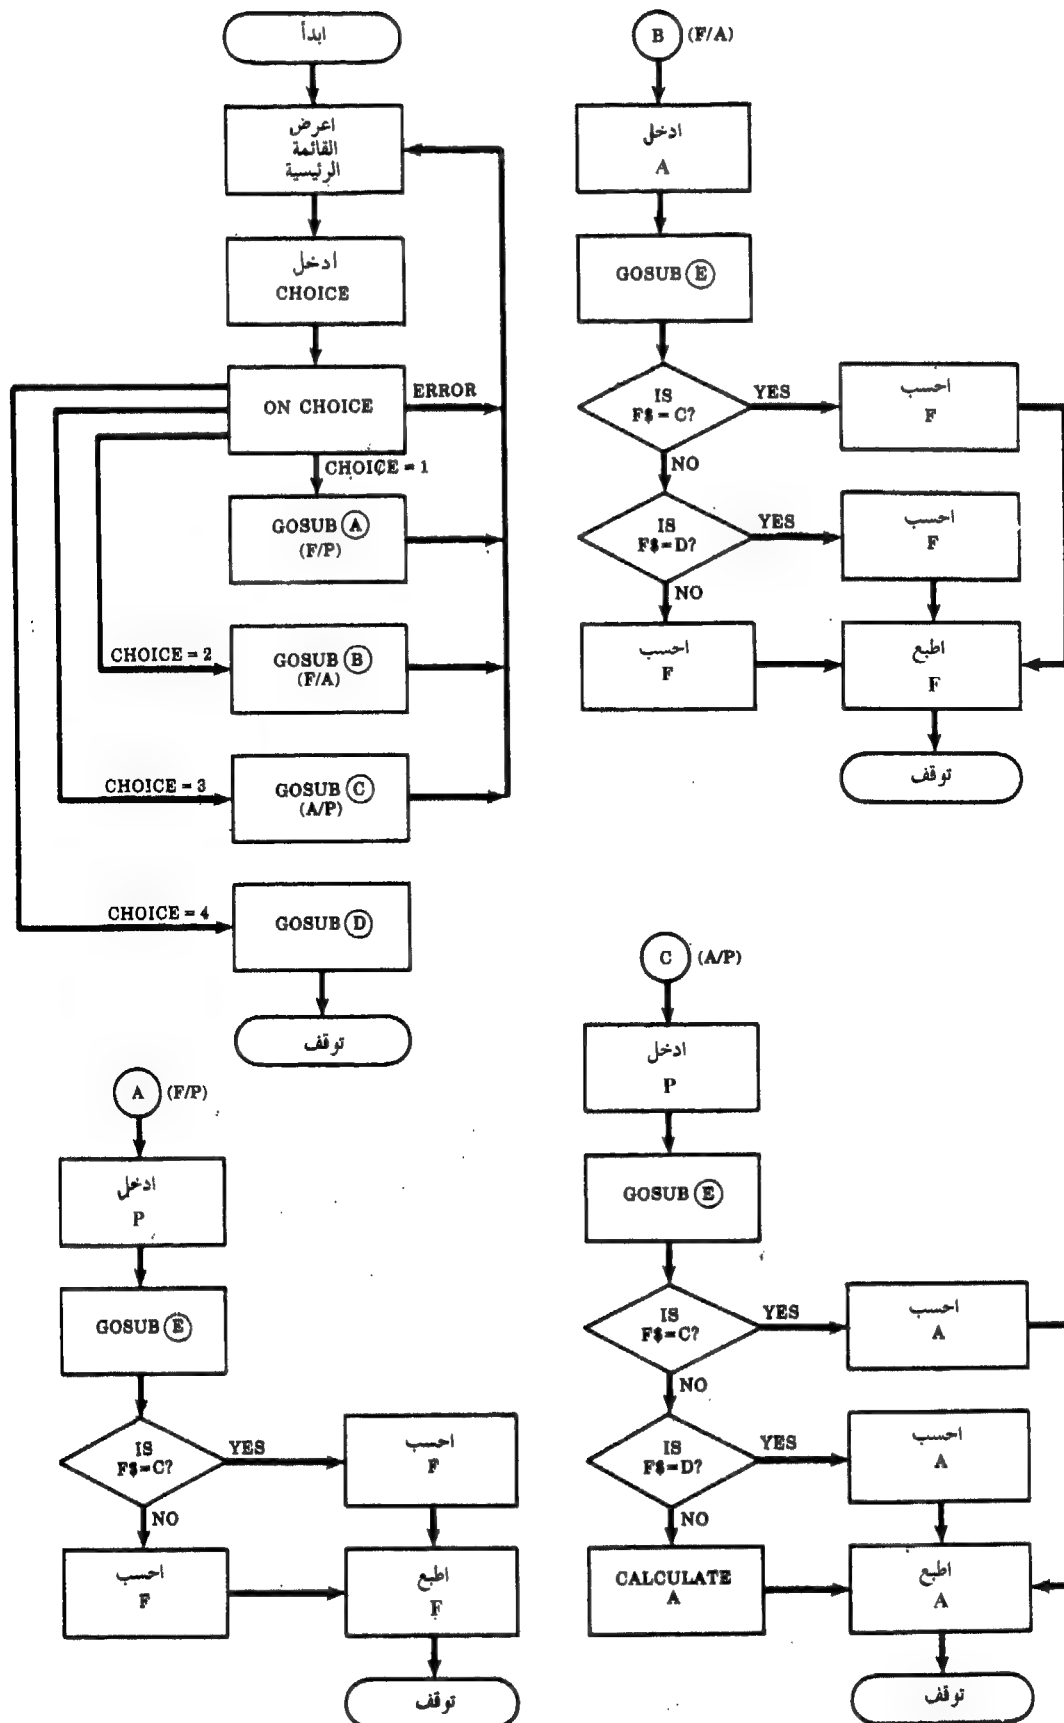 ابدأ
اعرض
القائمة
الرئيسية
ادخل
CHOICE
ON CHOICE
ERROR
CHOICE = 1
GOSUB A
(F/P)
CHOICE = 2
GOSUB B
(F/A)
CHOICE = 3
GOSUB C
(A/P)
CHOICE = 4
GOSUB D
توقف
B (F/A)
ادخل
A
GOSUB E
IS
F$ = C?
YES
احسب
F
NO
IS
F$=D?
YES
احسب
F
NO
احسب
F
اطبع
F
توقف
A (F/P)
ادخل
P
GOSUB E
IS
F$=C?
YES
احسب
F
NO
احسب
F
اطبع
F
توقف
C (A/P)
ادخل
P
GOSUB E
IS
F$=C?
YES
احسب
A
NO
IS
F$=D?
YES
احسب
A
NO
CALCULATE
A
اطبع
A
توقف